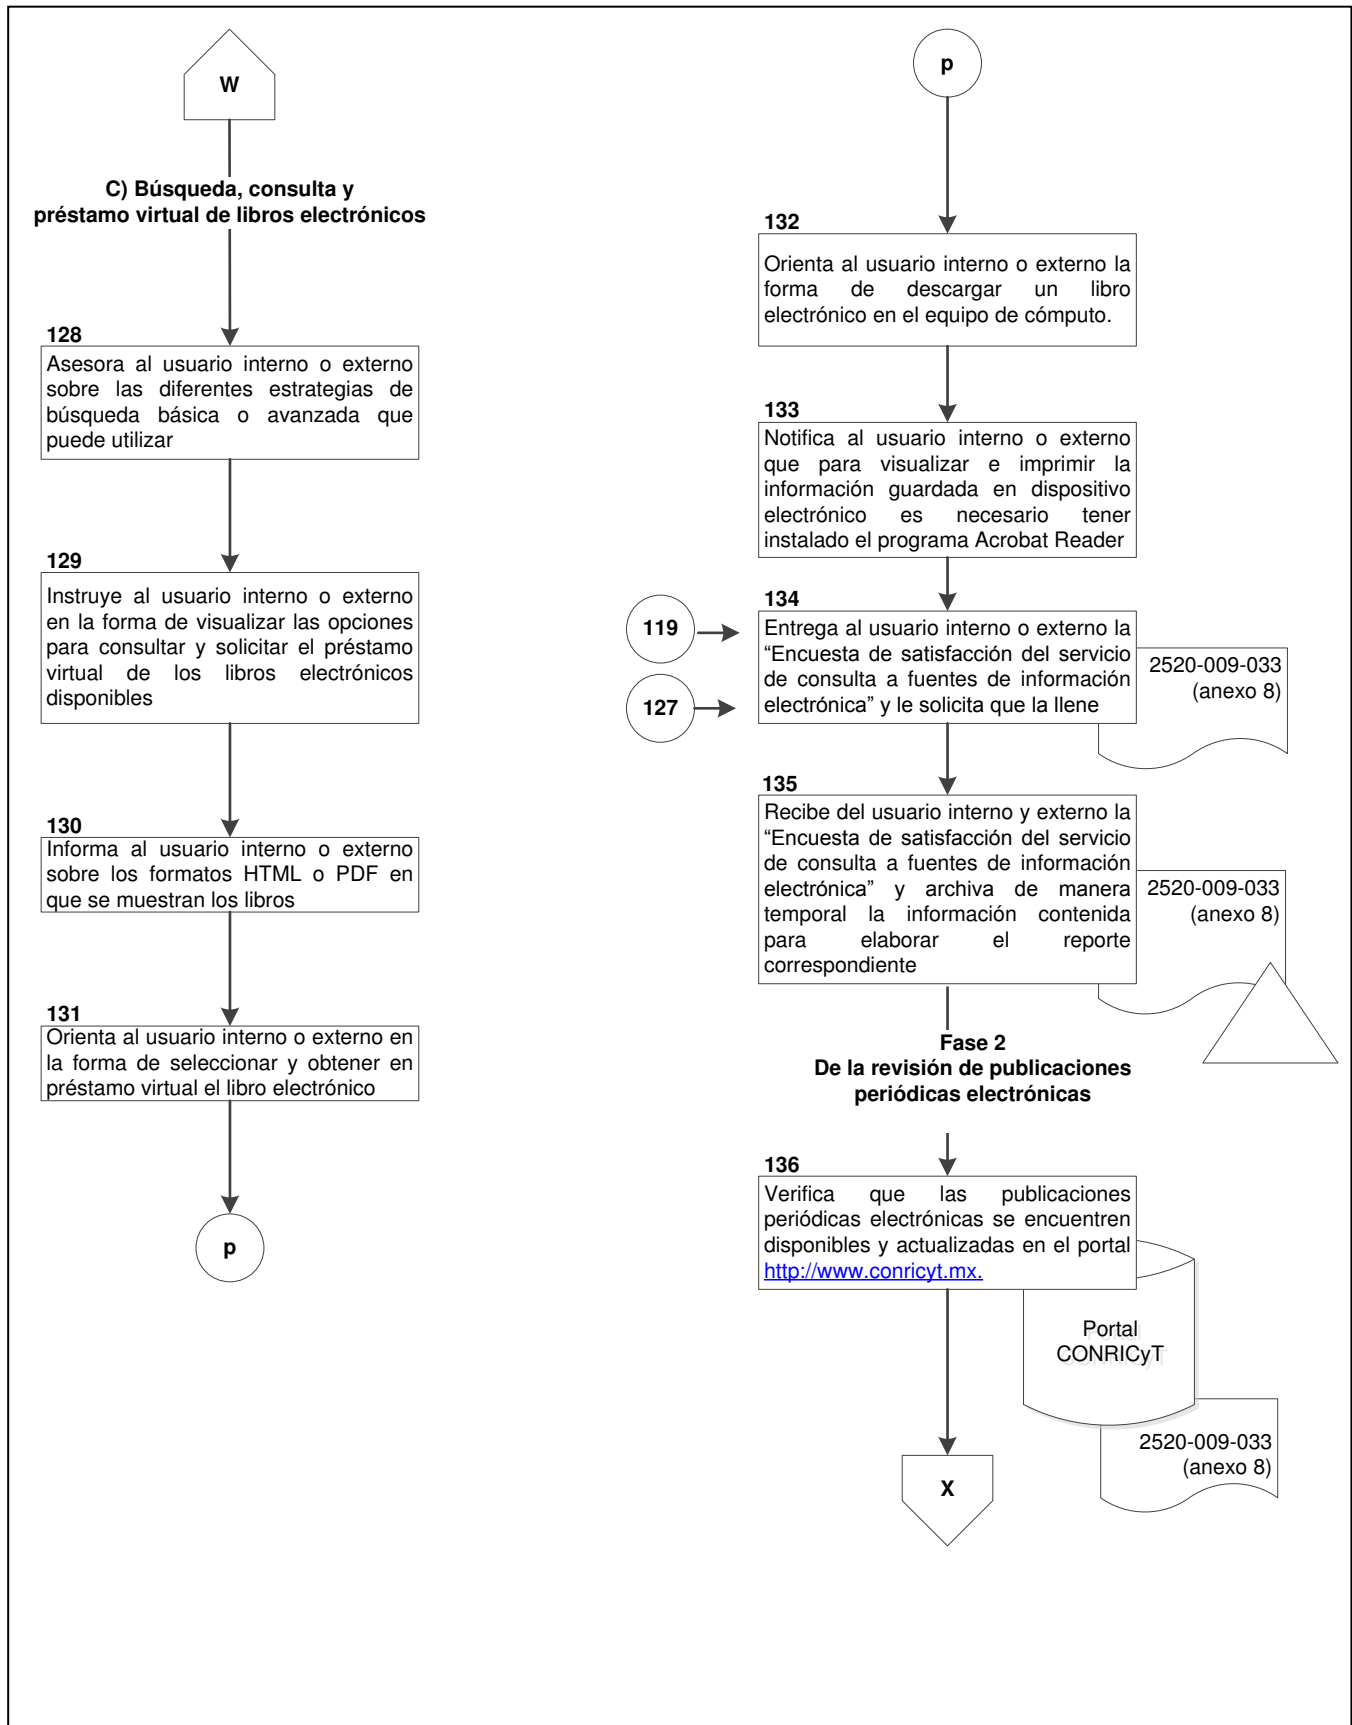 W
C) Búsqueda, consulta y
préstamo virtual de libros electrónicos
128
Asesora al usuario interno o externo
sobre las diferentes estrategias de
búsqueda básica o avanzada que
puede utilizar
129
Instruye al usuario interno o externo
en la forma de visualizar las opciones
para consultar y solicitar el préstamo
virtual de los libros electrónicos
disponibles
130
Informa al usuario interno o externo
sobre los formatos HTML o PDF en
que se muestran los libros
131
Orienta al usuario interno o externo en
la forma de seleccionar y obtener en
préstamo virtual el libro electrónico
p
p
132
Orienta al usuario interno o externo la
forma de descargar un libro
electrónico en el equipo de cómputo.
133
Notifica al usuario interno o externo
que para visualizar e imprimir la
información guardada en dispositivo
electrónico es necesario tener
instalado el programa Acrobat Reader
119
127
134
Entrega al usuario interno o externo la
“Encuesta de satisfacción del servicio
de consulta a fuentes de información
electrónica” y le solicita que la llene
2520-009-033
(anexo 8)
135
Recibe del usuario interno y externo la
“Encuesta de satisfacción del servicio
de consulta a fuentes de información
electrónica” y archiva de manera
temporal la información contenida
para elaborar el reporte
correspondiente
2520-009-033
(anexo 8)
Fase 2
De la revisión de publicaciones
periódicas electrónicas
136
Verifica que las publicaciones
periódicas electrónicas se encuentren
disponibles y actualizadas en el portal
http://www.conricyt.mx.
Portal
CONRICyT
2520-009-033
(anexo 8)
X